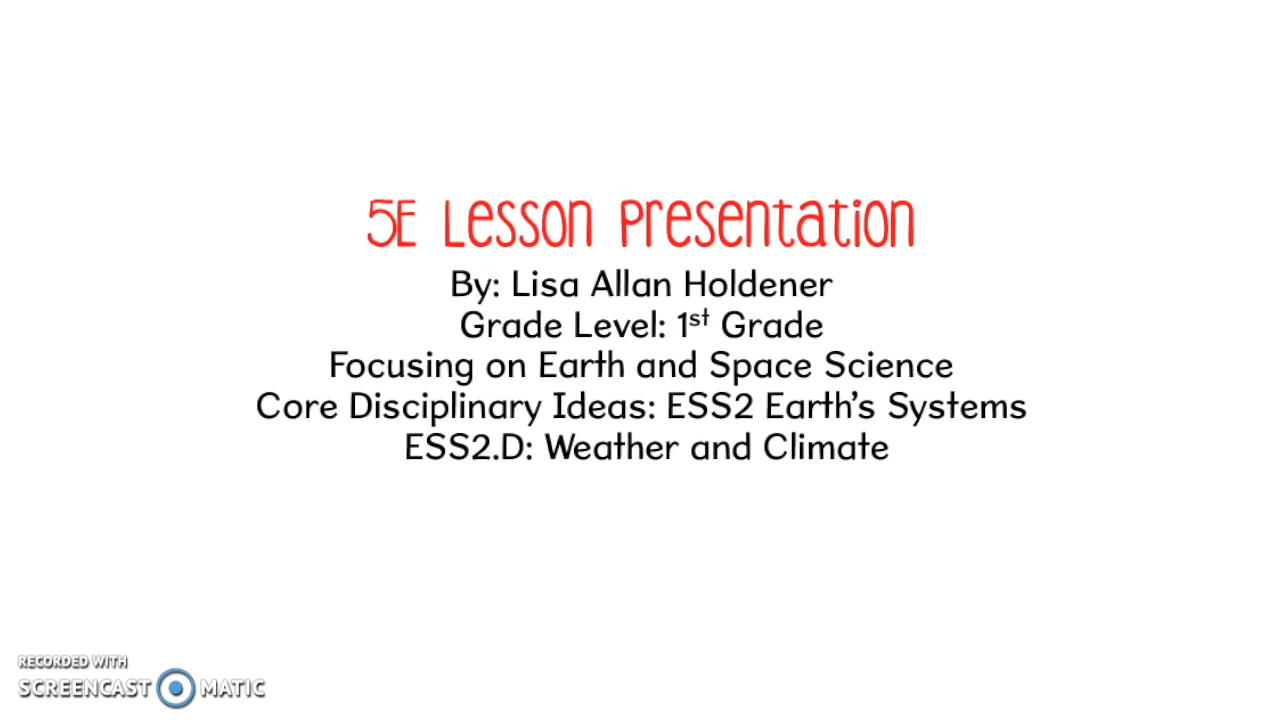 5E Lesson Presentation
By: Lisa Allan Holdener
Grade Level: 1st Grade
Focusing on Earth and Space Science
Core Disciplinary Ideas: ESS2 Earth's Systems
ESS2.D: Weather and Climate
RECORDED WITH
SCREENCAST MATIC